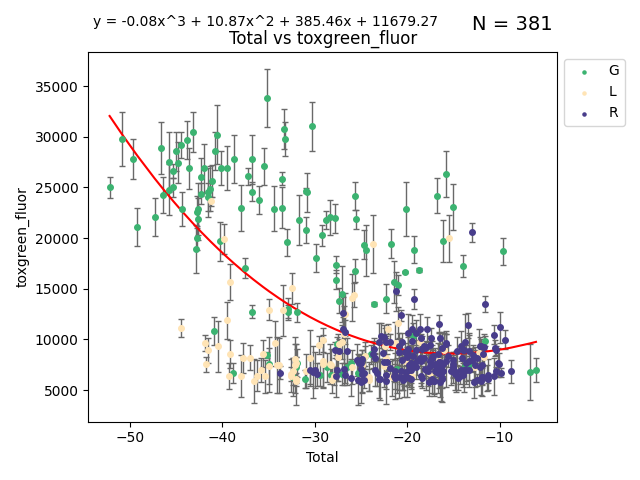 y = -0.08x^3 + 10.87x^2 + 385.46x + 11679.27
N = 381
Total vs toxgreen_fluor
35000
30000
25000
20000
15000
10000
5000
toxgreen_fluor
−50
−40
−30
−20
−10
Total
G
L
R